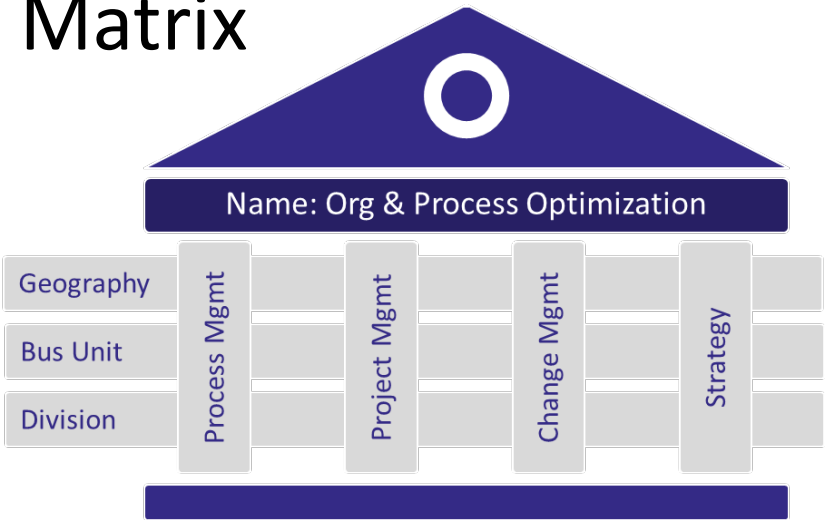 Matrix
Name: Org & Process Optimization
Geography
Bus Unit
Division
Process Mgmt
Project Mgmt
Change Mgmt
Strategy